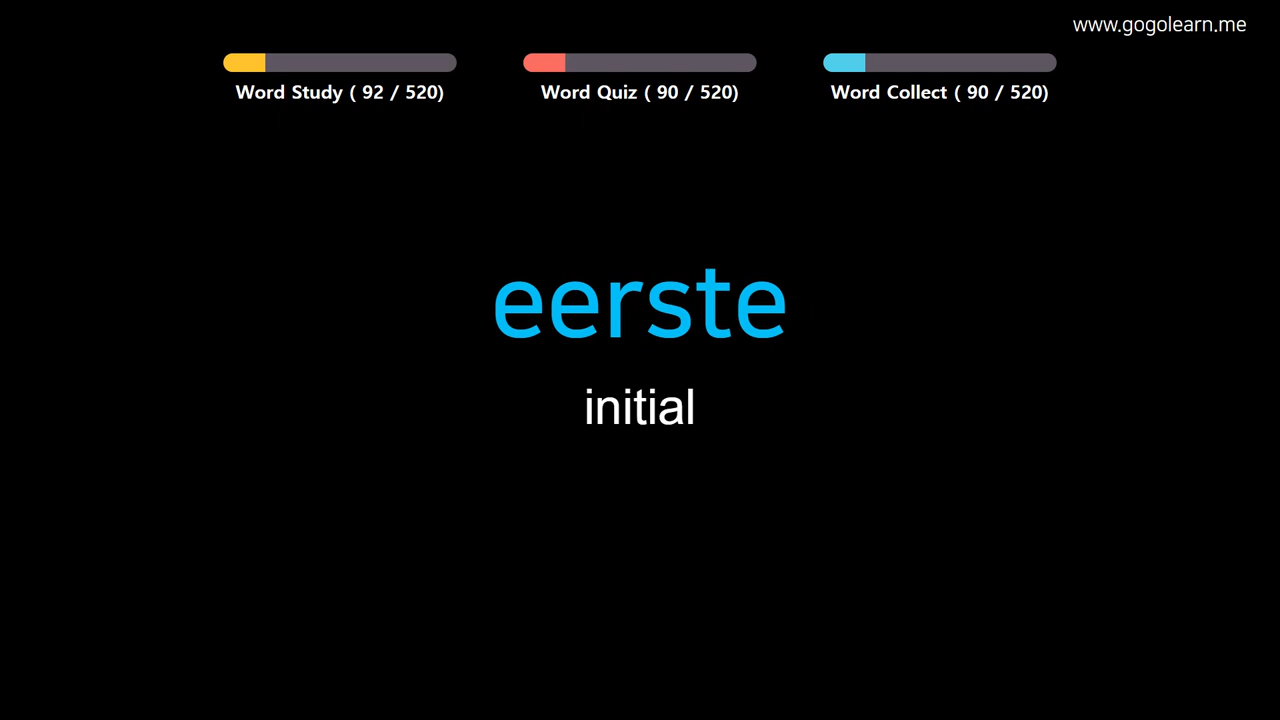 www.gogolearn.me
Word Study ( 92 / 520)
Word Quiz ( 90 / 520)
Word Collect ( 90 / 520)
eerste
initial